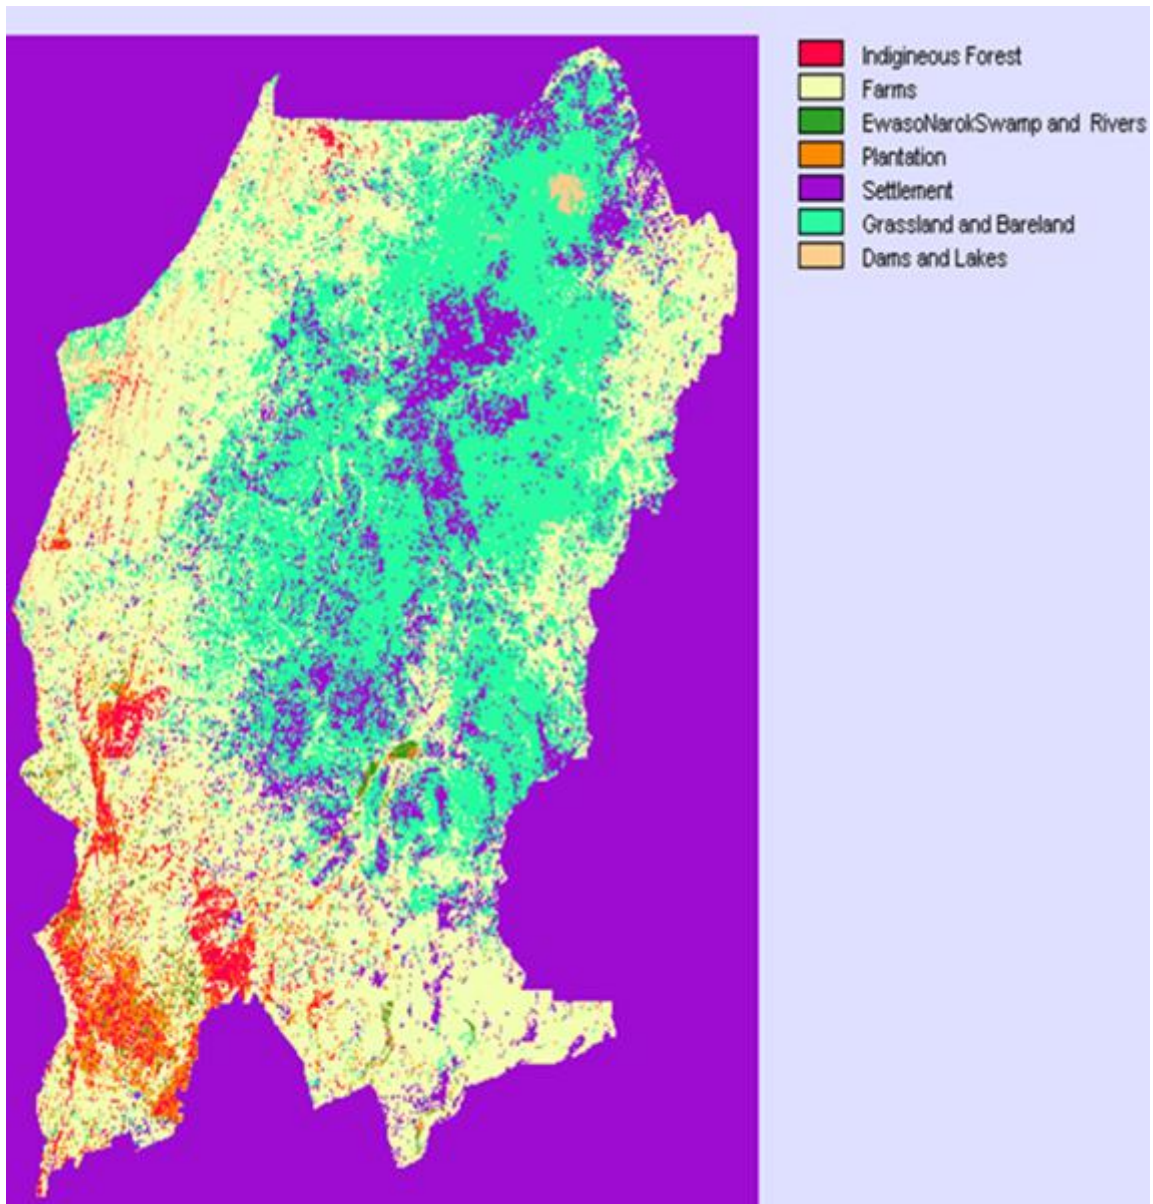 Indigineous Forest
Farms
EwasoNarokSwamp and Rivers
Plantation
Settlement
Grassland and Bareland
Dams and Lakes